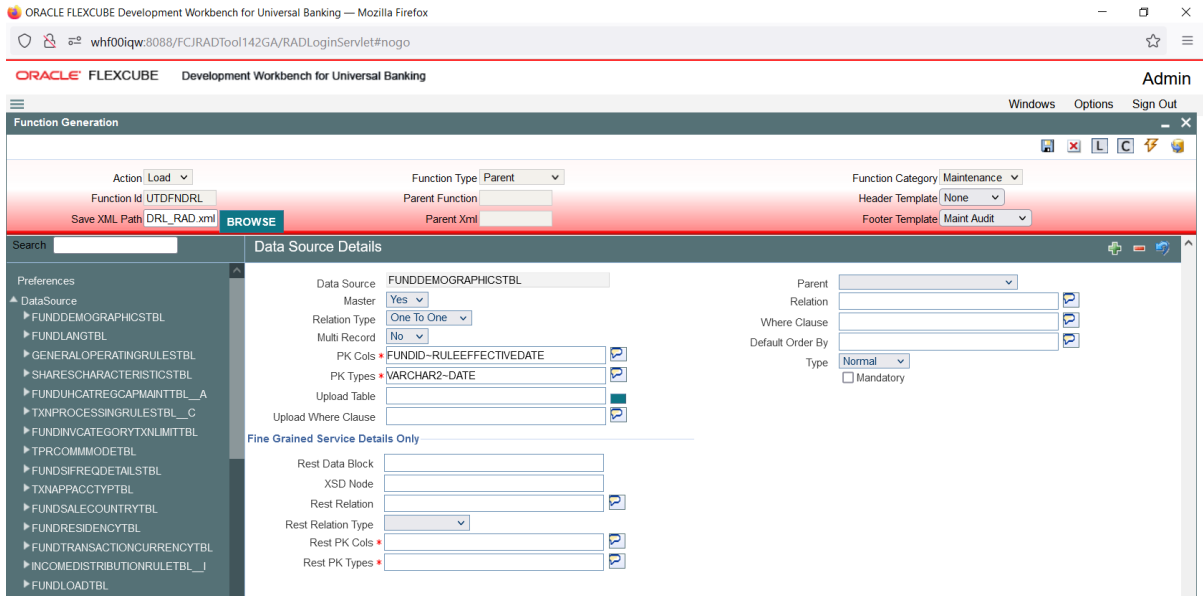 ORACLE FLEXCUBE Development Workbench for Universal Banking — Mozilla Firefox
whf00iqw:8088/FCJRADTool142GA/RADLoginServlet#nogo
ORACLE FLEXCUBE Development Workbench for Universal Banking Admin
Windows Options Sign Out
Function Generation
L C
Action Load Function Type Parent Function Category Maintenance
Function Id UTDFNDRL Parent Function Header Template None
Save XML Path DRL_RAD.xml BROWSE Parent Xml Footer Template Maint Audit
Search Data Source Details
Preferences
DataSource
FUNDDEMOGRAPHICSTBL
FUNDLANGTBL
GENERALOPERATINGRULESTBL
SHARESCHARACTERISTICSTBL
FUNDUHCATREGCAPMAINTTBL__A
TXNPROCESSINGRULESTBL__C
FUNDINVCATEGORYTXNLIMITTBL
TPRCOMMMODETBL
FUNDSIFREQDETAILSTBL
TXNAPPACCTYPTBL
FUNDSALECOUNTRYTBL
FUNDRESIDENCYTBL
FUNDTRANSACTIONCURRENCYTBL
INCOMEDISTRIBUTIONRULETBL__I
FUNDLOADTBL
Data Source FUNDDEMOGRAPHICSTBL Parent
Master Yes Relation
Relation Type One To One Where Clause
Multi Record No Default Order By
PK Cols * FUNDID~RULEEFFECTIVEDATE Type Normal
PK Types * VARCHAR2~DATE Mandatory
Upload Table
Upload Where Clause
Fine Grained Service Details Only
Rest Data Block
XSD Node
Rest Relation
Rest Relation Type
Rest PK Cols *
Rest PK Types *